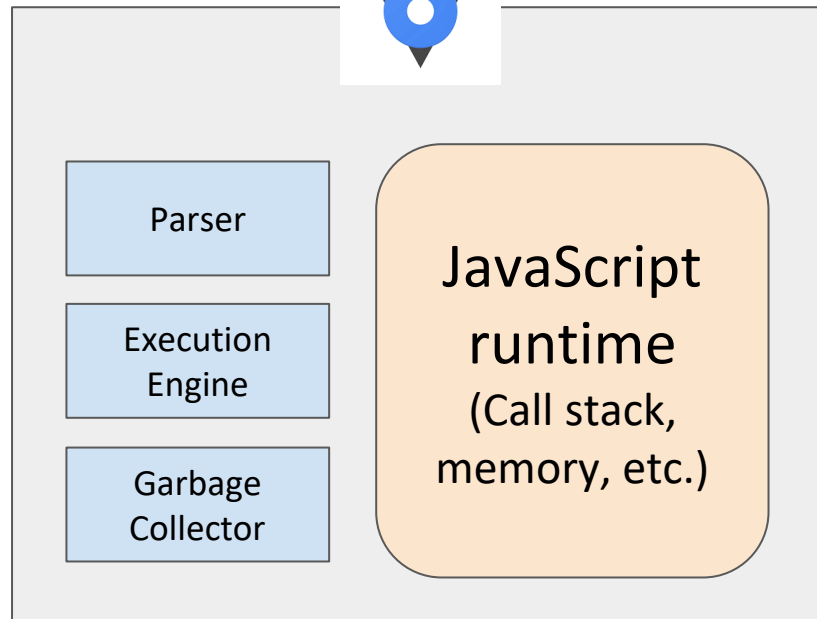 Parser
Execution
Engine
Garbage
Collector
JavaScript
runtime
(Call stack,
memory, etc.)